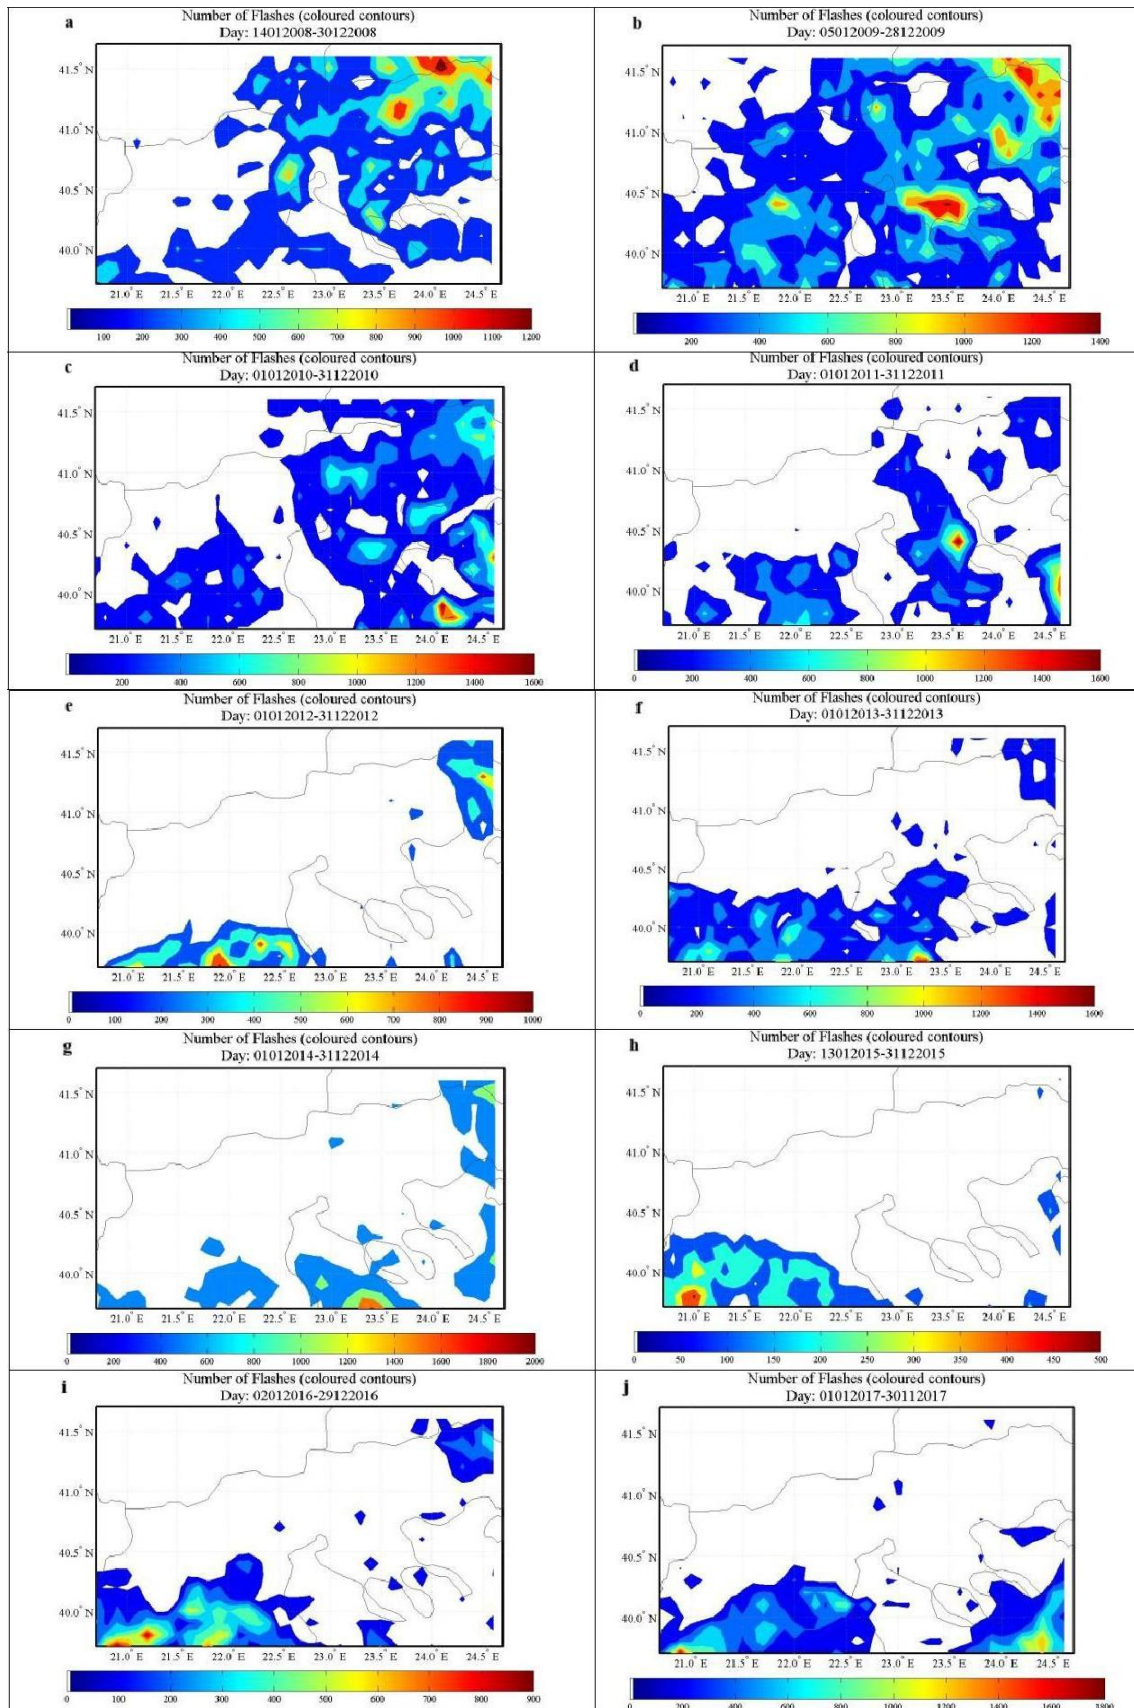 a
Number of Flashes (coloured contours)
Day: 14012008-30122008
41.5° N
41.0° N
40.5° N
40.0° N
21.0° E 21.5° E 22.0° E 22.5° E 23.0° E 23.5° E 24.0° E 24.5° E
100 200 300 400 500 600 700 800 900 1000 1100 1200
b
Number of Flashes (coloured contours)
Day: 05012009-28122009
41.5° N
41.0° N
40.5° N
40.0° N
21.0° E 21.5° E 22.0° E 22.5° E 23.0° E 23.5° E 24.0° E 24.5° E
200 400 600 800 1000 1200 1400
c
Number of Flashes (coloured contours)
Day: 01012010-31122010
41.5° N
41.0° N
40.5° N
40.0° N
21.0° E 21.5° E 22.0° E 22.5° E 23.0° E 23.5° E 24.0° E 24.5° E
200 400 600 800 1000 1200 1400 1600
d
Number of Flashes (coloured contours)
Day: 01012011-31122011
41.5° N
41.0° N
40.5° N
40.0° N
21.0° E 21.5° E 22.0° E 22.5° E 23.0° E 23.5° E 24.0° E 24.5° E
0 200 400 600 800 1000 1200 1400 1600
e
Number of Flashes (coloured contours)
Day: 01012012-31122012
41.5° N
41.0° N
40.5° N
40.0° N
21.0° E 21.5° E 22.0° E 22.5° E 23.0° E 23.5° E 24.0° E 24.5° E
0 100 200 300 400 500 600 700 800 900 1000
f
Number of Flashes (coloured contours)
Day: 01012013-31122013
41.5° N
41.0° N
40.5° N
40.0° N
21.0° E 21.5° E 22.0° E 22.5° E 23.0° E 23.5° E 24.0° E 24.5° E
0 200 400 600 800 1000 1200 1400 1600
g
Number of Flashes (coloured contours)
Day: 01012014-31122014
41.5° N
41.0° N
40.5° N
40.0° N
21.0° E 21.5° E 22.0° E 22.5° E 23.0° E 23.5° E 24.0° E 24.5° E
0 200 400 600 800 1000 1200 1400 1600 1800 2000
h
Number of Flashes (coloured contours)
Day: 13012015-31122015
41.5° N
41.0° N
40.5° N
40.0° N
21.0° E 21.5° E 22.0° E 22.5° E 23.0° E 23.5° E 24.0° E 24.5° E
0 50 100 150 200 250 300 350 400 450 500
i
Number of Flashes (coloured contours)
Day: 02012016-29122016
41.5° N
41.0° N
40.5° N
40.0° N
21.0° E 21.5° E 22.0° E 22.5° E 23.0° E 23.5° E 24.0° E 24.5° E
0 100 200 300 400 500 600 700 800 900
j
Number of Flashes (coloured contours)
Day: 01012017-30112017
41.5° N
41.0° N
40.5° N
40.0° N
21.0° E 21.5° E 22.0° E 22.5° E 23.0° E 23.5° E 24.0° E 24.5° E
0 200 400 600 800 1000 1200 1400 1600 1800